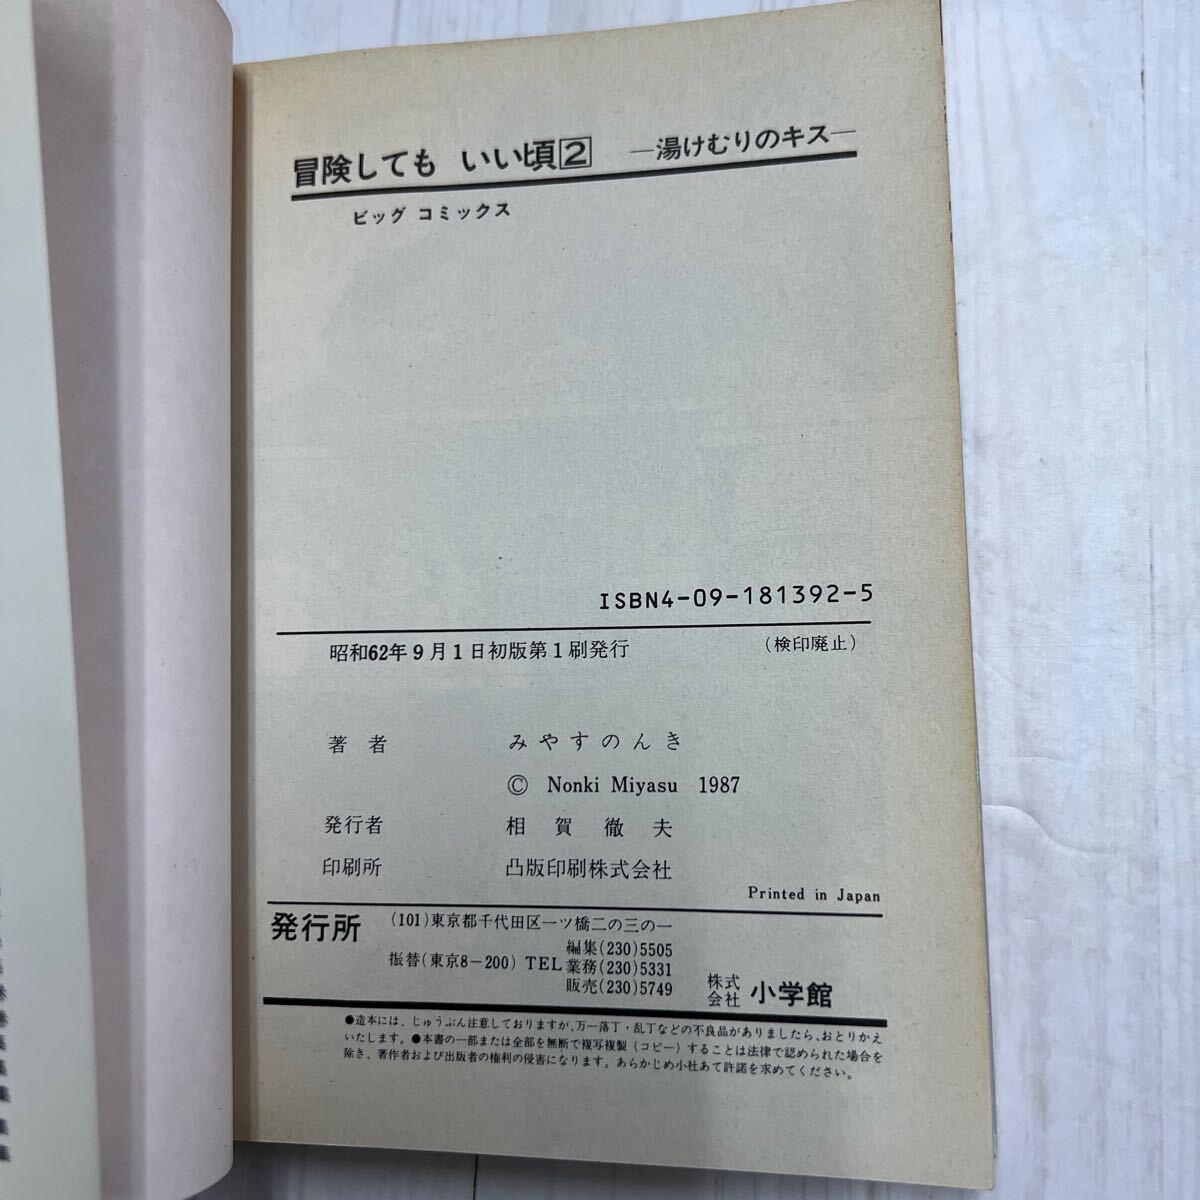 冒険しても いい頃2 —湯けむりのキス—
ビッグ コミックス
ISBN4-09-181392-5
昭和62年9月1日初版第1刷発行 (検印廃止)
著者 みやすのんき
© Nonki Miyasu 1987
発行者 相賀徹夫
印刷所 凸版印刷株式会社
Printed in Japan
発行所 (101)東京都千代田区一ツ橋二の三の一
編集(230)5505
振替(東京8-200) TEL 業務(230)5331
販売(230)5749
株式会社 小学館
●造本には、じゅうぶん注意しておりますが、万一落丁・乱丁などの不良品がありましたら、おとりかえ
いたします。●本書の一部または全部を無断で複写複製(コピー)することは法律で認められた場合を
除き、著作者および出版者の権利の侵害になります。あらかじめ小社あて許諾を求めてください。